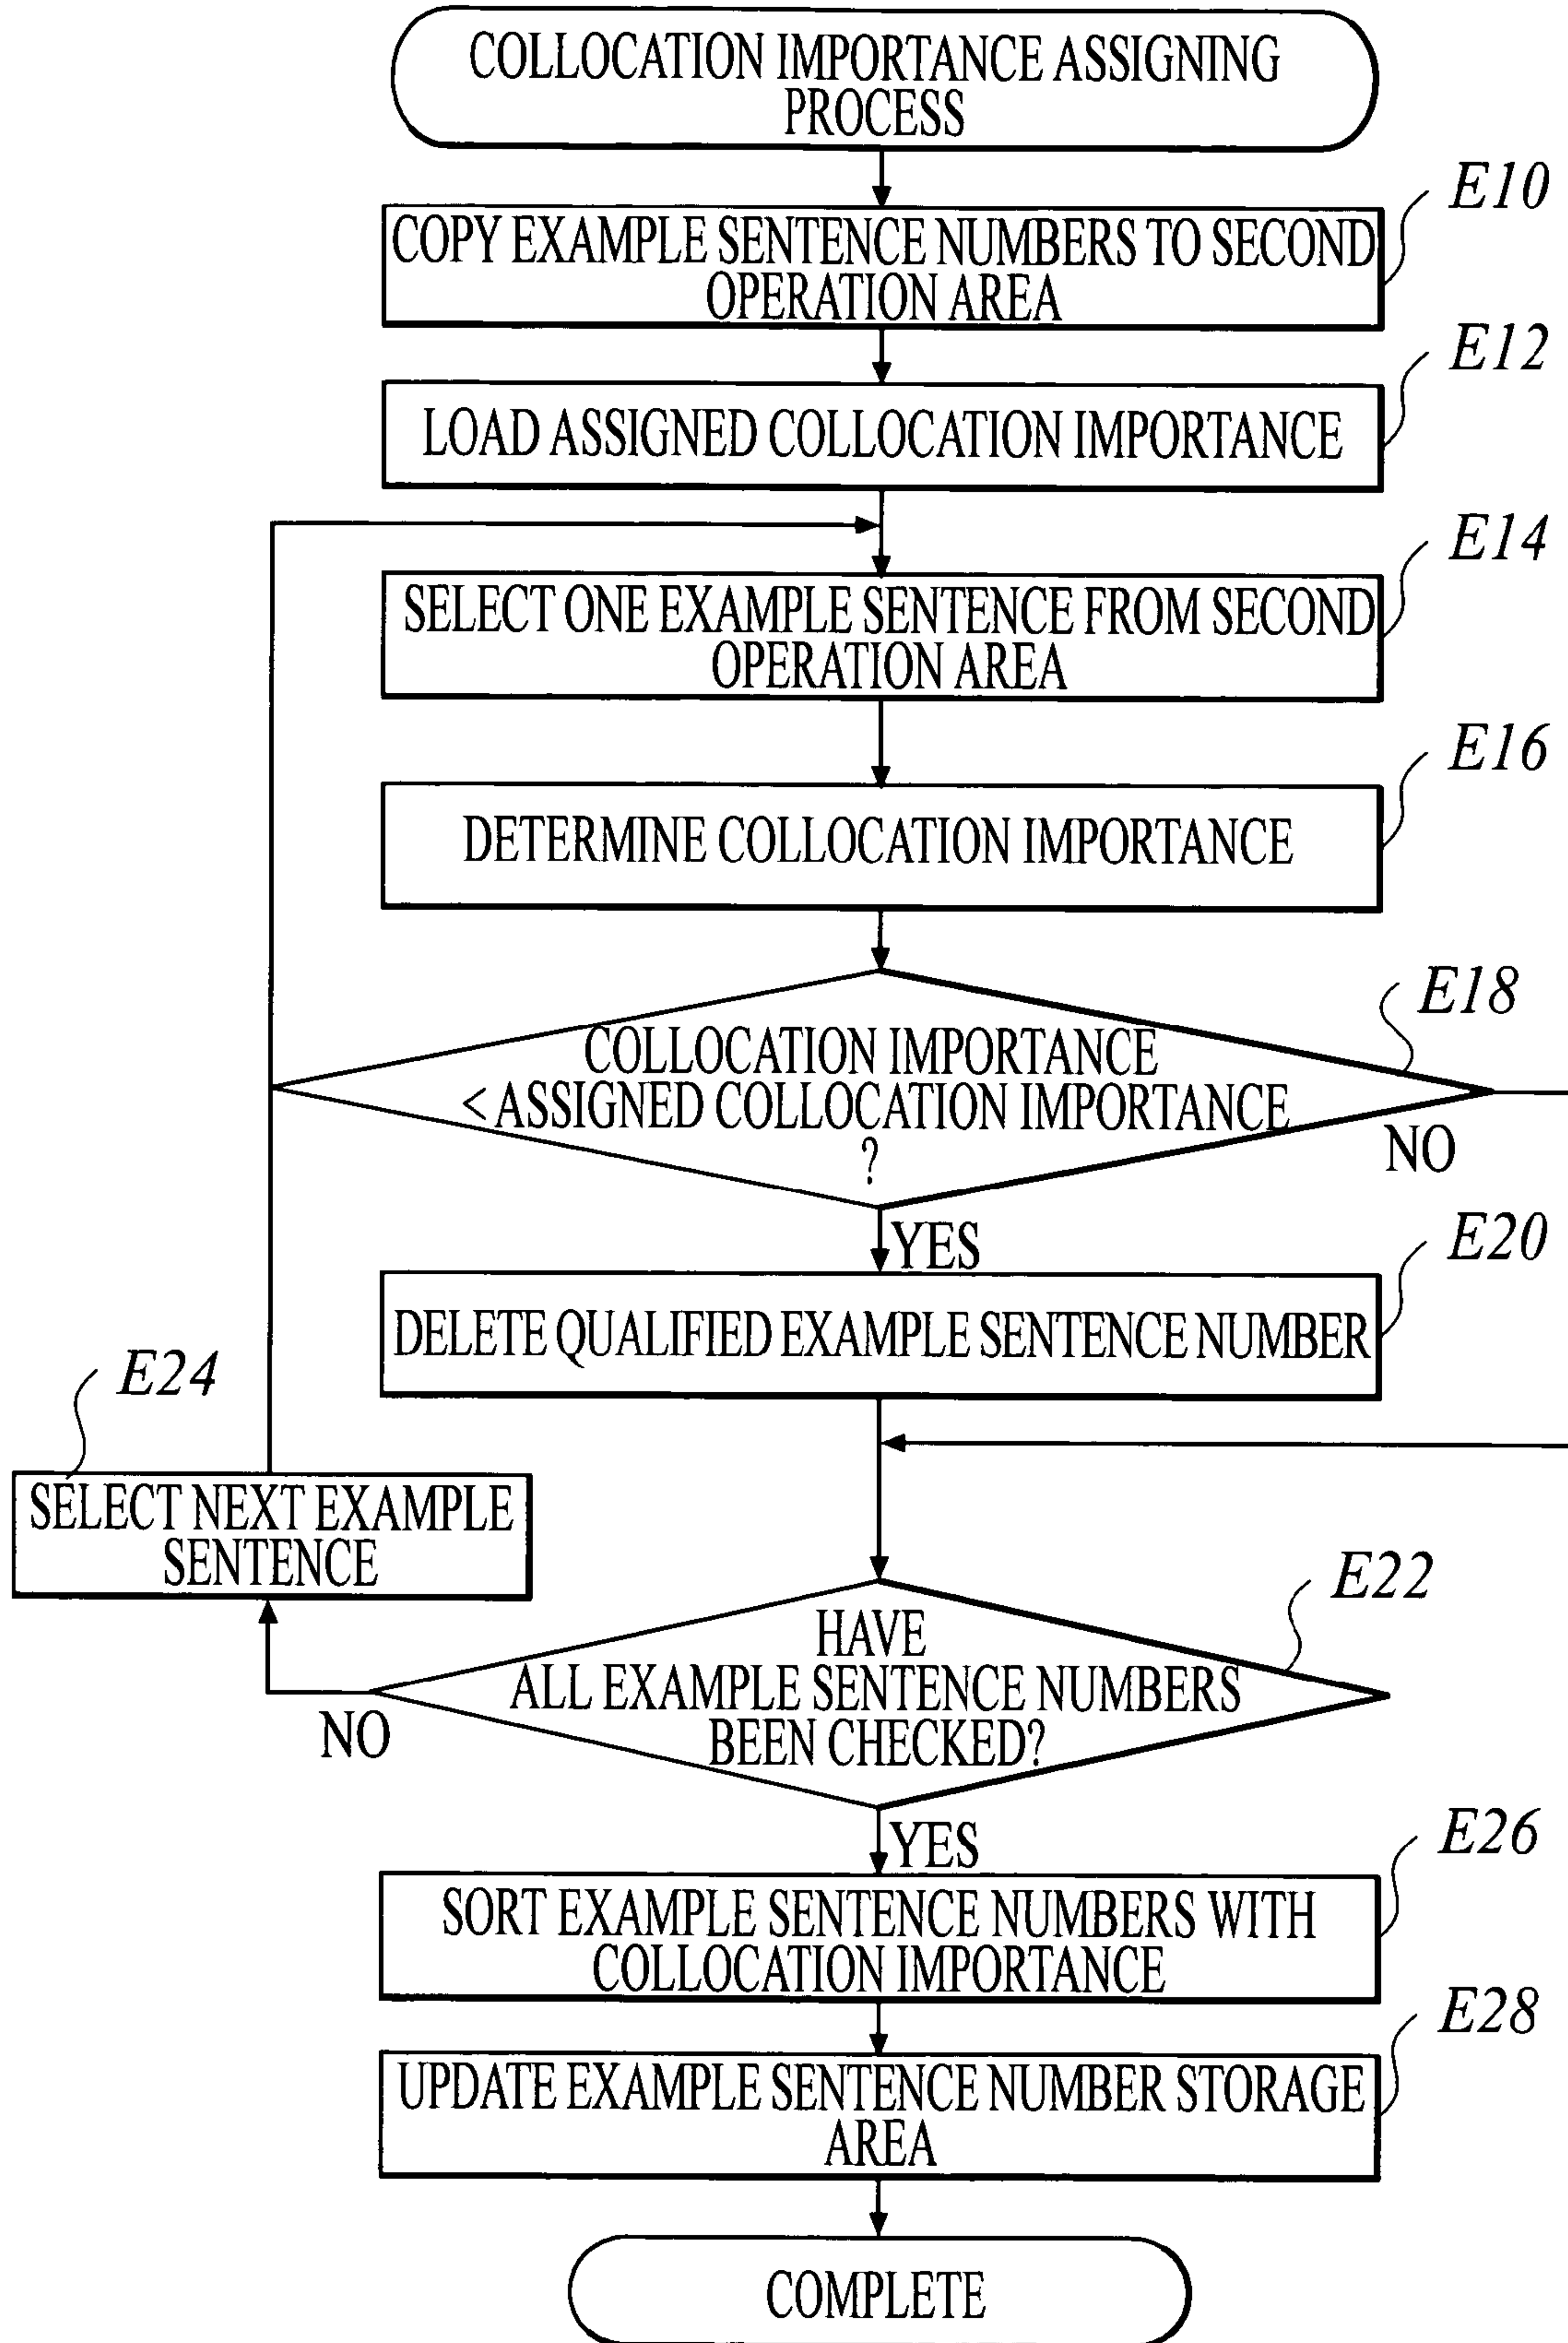 COLLOCATION IMPORTANCE ASSIGNING
PROCESS
E10
COPY EXAMPLE SENTENCE NUMBERS TO SECOND
OPERATION AREA
E12
LOAD ASSIGNED COLLOCATION IMPORTANCE
E14
SELECT ONE EXAMPLE SENTENCE FROM SECOND
OPERATION AREA
E16
DETERMINE COLLOCATION IMPORTANCE
E18
COLLOCATION IMPORTANCE
< ASSIGNED COLLOCATION IMPORTANCE
?
NO
YES
E20
DELETE QUALIFIED EXAMPLE SENTENCE NUMBER
E24
SELECT NEXT EXAMPLE
SENTENCE
E22
HAVE
ALL EXAMPLE SENTENCE NUMBERS
BEEN CHECKED?
NO
YES
E26
SORT EXAMPLE SENTENCE NUMBERS WITH
COLLOCATION IMPORTANCE
E28
UPDATE EXAMPLE SENTENCE NUMBER STORAGE
AREA
COMPLETE